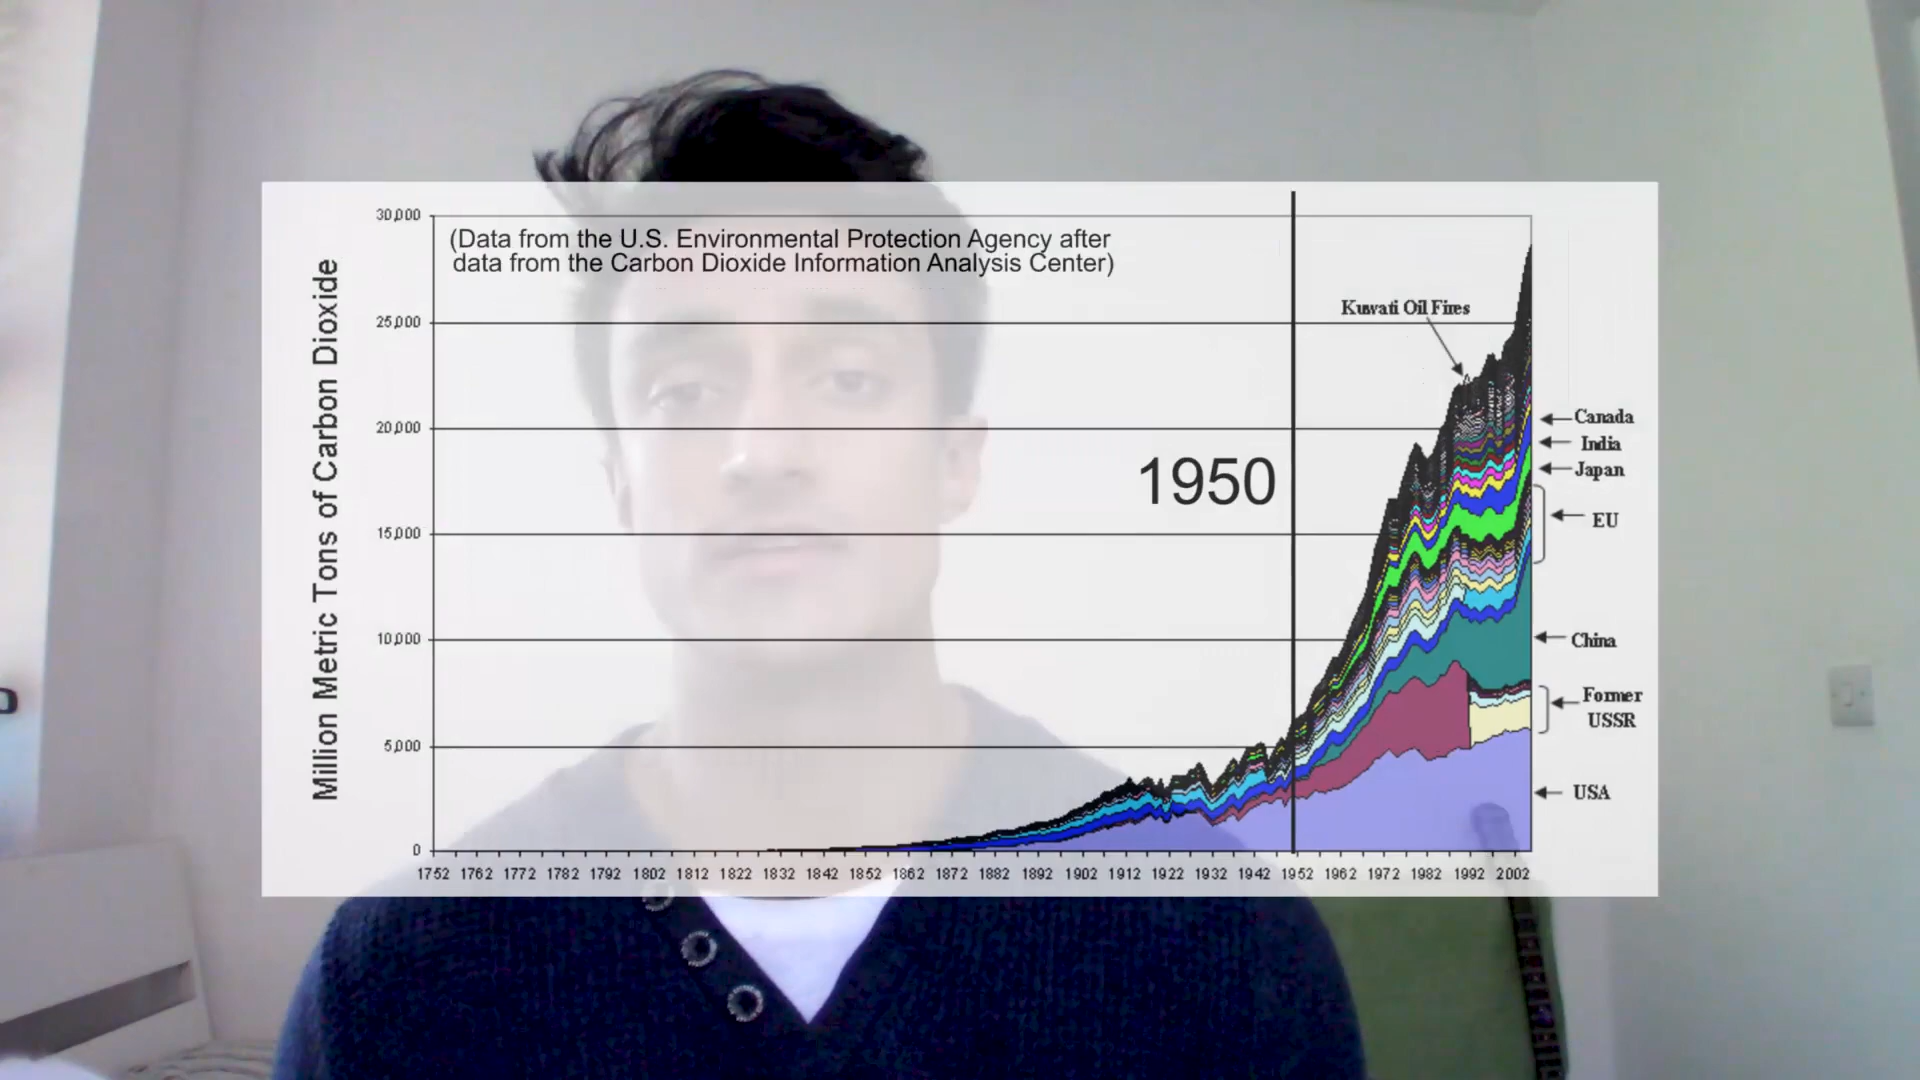 30,000
(Data from the U.S. Environmental Protection Agency after
data from the Carbon Dioxide Information Analysis Center)
Million Metric Tons of Carbon Dioxide
Kuwati Oil Fires
25,000
20,000
15,000
10,000
5,000
0
1950
Canada
India
Japan
EU
China
Former
USSR
USA
1752 1762 1772 1782 1792 1802 1812 1822 1832 1842 1852 1862 1872 1882 1892 1902 1912 1922 1932 1942 1952 1962 1972 1982 1992 2002